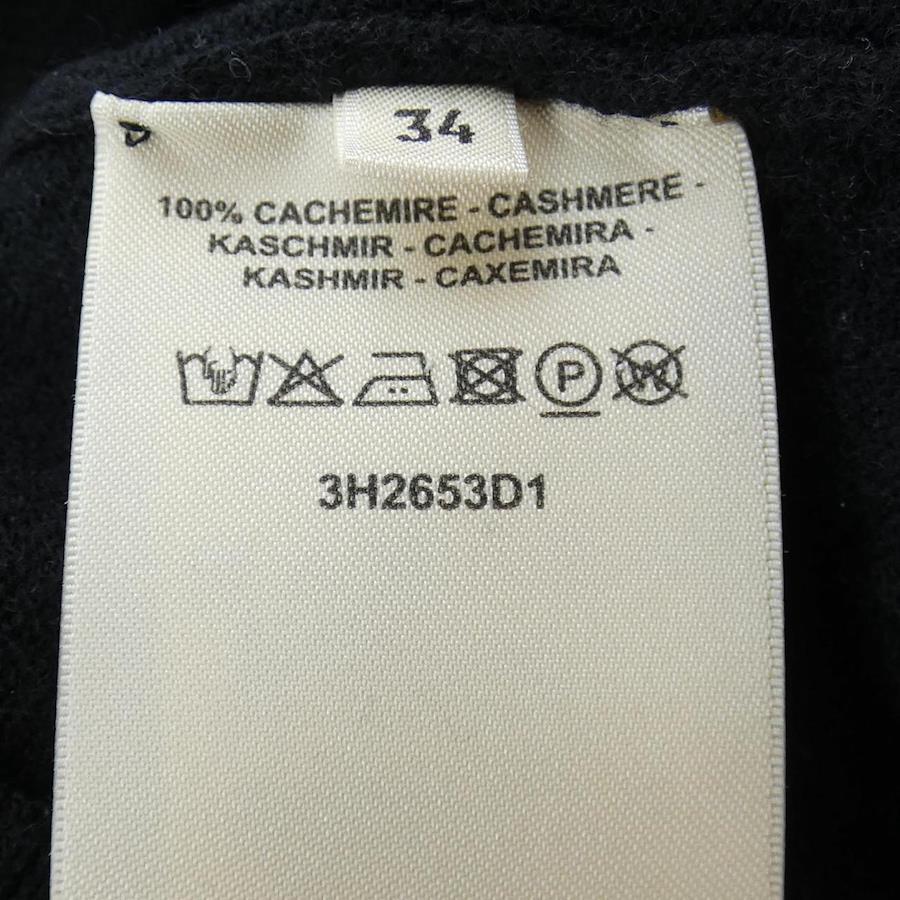 34
100% CACHEMIRE - CASHMERE -
KASCHMIR - CACHEMIRA -
KASHMIR - CAXEMIRA
P W
3H2653D1